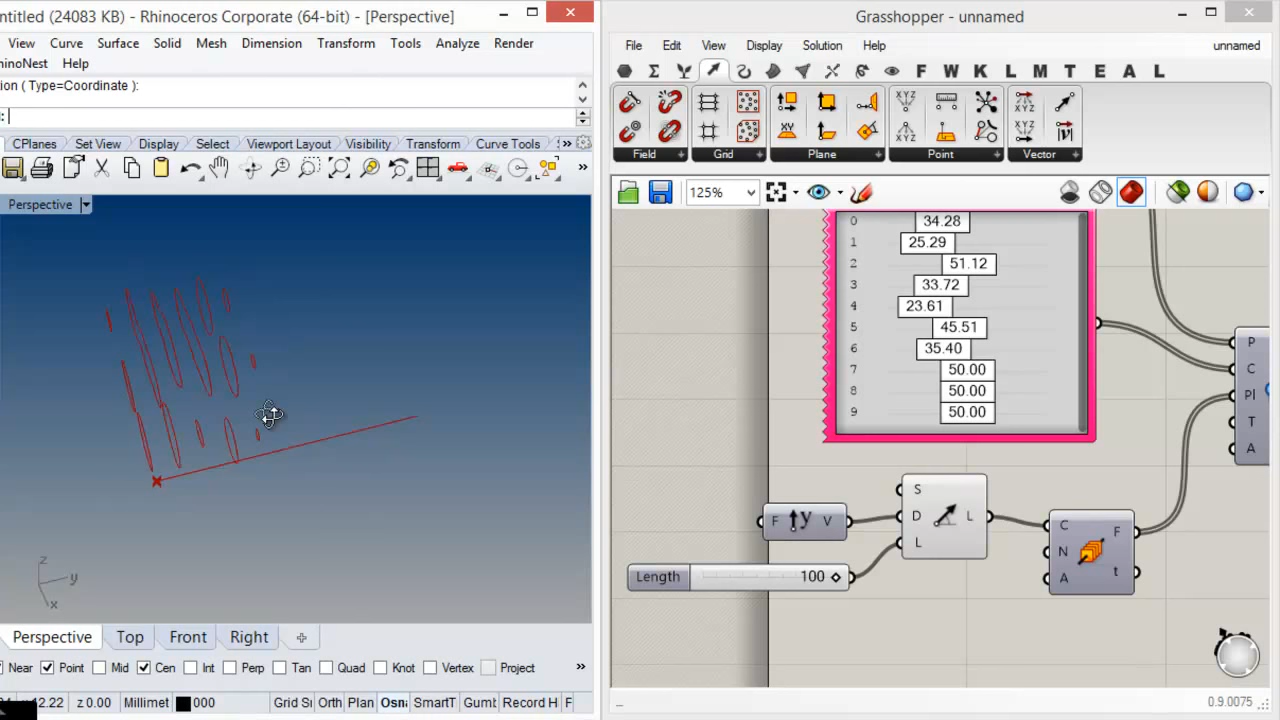 ntitled (24083 KB) - Rhinoceros Corporate (64-bit) - [Perspective]
View Curve Surface Solid Mesh Dimension Transform Tools Analyze Render
hinoNest Help
ion ( Type=Coordinate ):
CPlanes Set View Display Select Viewport Layout Visibility Transform Curve Tools »
Perspective
z y x
Perspective Top Front Right
Near Point Mid Cen Int Perp Tan Quad Knot Vertex Project »
12.22 z 0.00 Millimet 000 Grid S Orth Plan Osna SmartT Gumb Record H F
Grasshopper - unnamed
File Edit View Display Solution Help unnamed
F W K L M T E A L
Field Grid Plane Point Vector
125%
0 34.28
1 25.29
2 51.12
3 33.72
4 23.61
5 45.51
6 35.40
7 50.00
8 50.00
9 50.00
P
C
Pl
T
A
F y V
S
D L
L
Length 100
C F
N
A t
0.9.0075